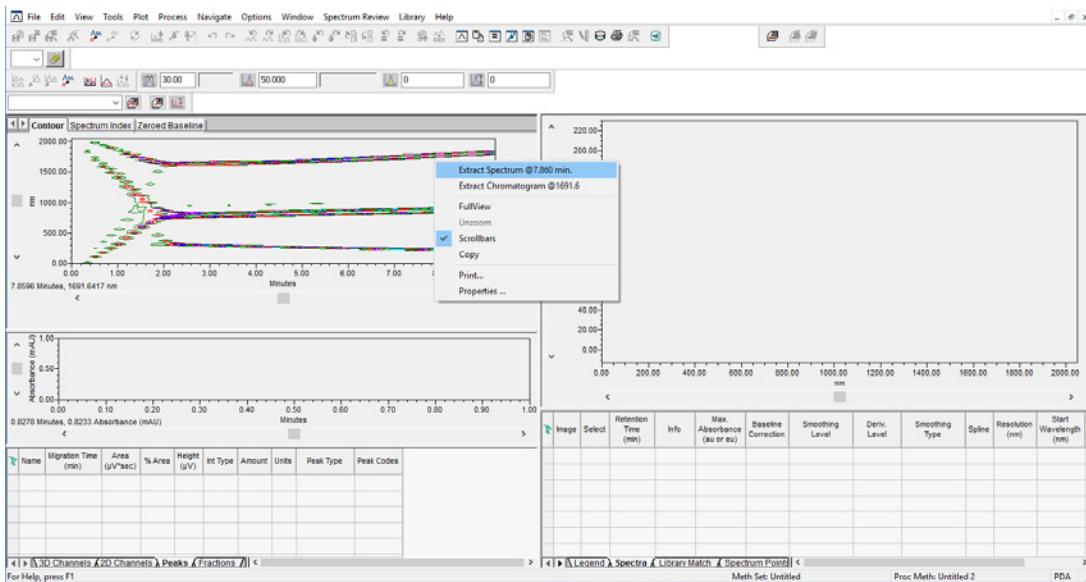 File Edit View Tools Plot Process Navigate Options Window Spectrum Review Library Help
30.00 50.000 0 0
Contour Spectrum Index Zeroed Baseline
2000.00
1500.00
1000.00
500.00
0.00
nm
0.00 1.00 2.00 3.00 4.00 5.00 6.00 7.00
Minutes
7.8596 Minutes, 1691.6417 nm
Extract Spectrum @7.860 min.
Extract Chromatogram @1691.6
FullView
Unzoom
Scrollbars
Copy
Print...
Properties ...
220.00
200.00
40.00
20.00
0.00
0.00 200.00 400.00 600.00 800.00 1000.00 1200.00 1400.00 1600.00 1800.00 2000.00
nm
Absorbance (mAU)
1.00
0.50
0.00
0.00 0.10 0.20 0.30 0.40 0.50 0.60 0.70 0.80 0.90 1.00
Minutes
0.8278 Minutes, 0.8233 Absorbance (mAU)
Name Migration Time (min) Area (µV*sec) % Area Height (µV) Int Type Amount Units Peak Type Peak Codes
Image Select Retention Time (min) Info Max. Absorbance (au or eu) Baseline Correction Smoothing Level Deriv. Level Smoothing Type Spline Resolution (nm) Start Wavelength (nm)
3D Channels 2D Channels Peaks Fractions
Legend Spectra Library Match Spectrum Points
For Help, press F1 Meth Set: Untitled Proc Meth: Untitled 2 PDA